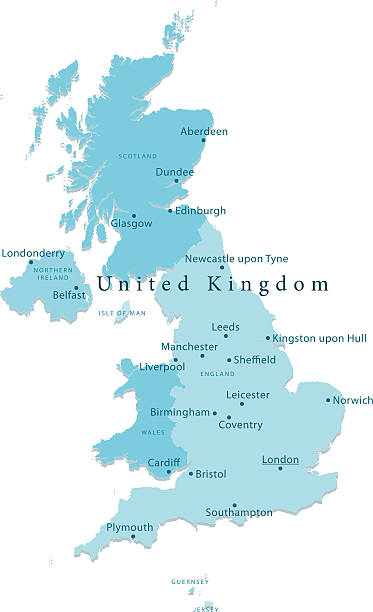 Aberdeen
SCOTLAND
Dundee
Edinburgh
Glasgow
Londonderry
Newcastle upon Tyne
NORTHERN
IRELAND
United Kingdom
Belfast
ISLE OF MAN
Leeds
Kingston upon Hull
Manchester
Liverpool
Sheffield
ENGLAND
Leicester
Norwich
Birmingham
Coventry
WALES
Cardiff
London
Bristol
Southampton
Plymouth
GUERNSEY
JERSEY